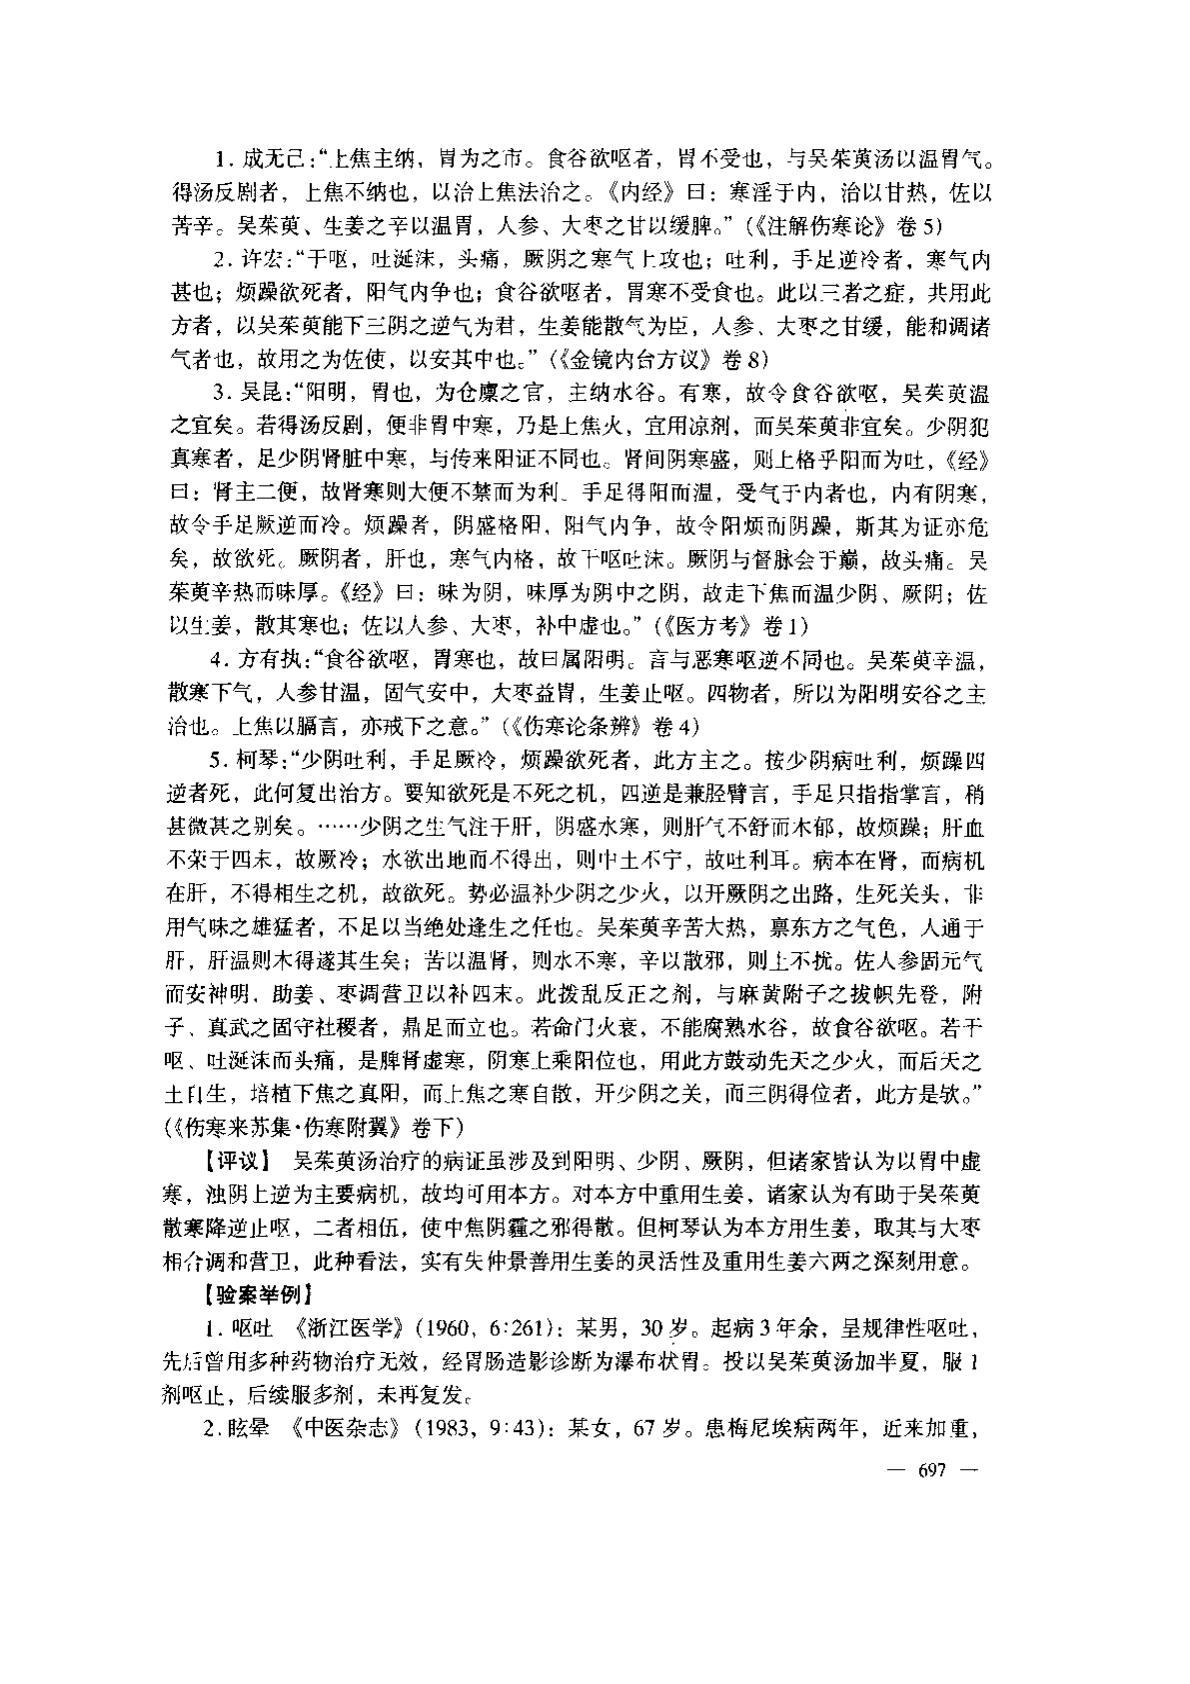 1. 成无己：“上焦主纳，胃为之市。食谷欲呕者，胃不受也，与吴茱萸汤以温胃气。
得汤反剧者，上焦不纳也，以治上焦法治之。《内经》曰：寒淫于内，治以甘热，佐以
苦辛。吴茱萸、生姜之辛以温胃，人参、大枣之甘以缓脾。”（《注解伤寒论》卷 5）
2. 许宏：“干呕，吐涎沫，头痛，厥阴之寒气上攻也；吐利，手足逆冷者，寒气内
甚也；烦躁欲死者，阳气内争也；食谷欲呕者，胃寒不受食也。此以三者之症，共用此
方者，以吴茱萸能下三阴之逆气为君，生姜能散气为臣，人参、大枣之甘缓，能和调诸
气者也，故用之为佐使，以安其中也。”（《金镜内台方议》卷 8）
3. 吴昆：“阳明，胃也，为仓廪之官，主纳水谷。有寒，故令食谷欲呕，吴茱萸温
之宜矣。若得汤反剧，便非胃中寒，乃是上焦火，宜用凉剂，而吴茱萸非宜矣。少阴犯
真寒者，足少阴肾脏中寒，与传来阳证不同也。肾间阴寒盛，则上格乎阳而为吐，《经》
曰：肾主二便，故肾寒则大便不禁而为利。手足得阳而温，受气于内者也，内有阴寒，
故令手足厥逆而冷。烦躁者，阴盛格阳，阳气内争，故令阳烦而阴躁，斯其为证亦危
矣，故欲死。厥阴者，肝也，寒气内格，故干呕吐沫。厥阴与督脉会于巅，故头痛。吴
茱萸辛热而味厚。《经》曰：味为阴，味厚为阴中之阴，故走下焦而温少阴、厥阴；佐
以生姜，散其寒也；佐以人参、大枣，补中虚也。”（《医方考》卷 1）
4. 方有执：“食谷欲呕，胃寒也，故曰属阳明。言与恶寒呕逆不同也。吴茱萸辛温，
散寒下气，人参甘温，固气安中，大枣益胃，生姜止呕。四物者，所以为阳明安谷之主
治也。上焦以膈言，亦戒下之意。”（《伤寒论条辨》卷 4）
5. 柯琴：“少阴吐利，手足厥冷，烦躁欲死者，此方主之。按少阴病吐利，烦躁四
逆者死，此何复出治方。要知欲死是不死之机，四逆是兼胫臂言，手足只指指掌言，稍
甚微甚之别矣。……少阴之生气注于肝，阴盛水寒，则肝气不舒而木郁，故烦躁；肝血
不荣于四末，故厥冷；水欲出地而不得出，则中土不宁，故吐利耳。病本在肾，而病机
在肝，不得相生之机，故欲死。势必温补少阴之少火，以开厥阴之出路，生死关头，非
用气味之雄猛者，不足以当绝处逢生之任也。吴茱萸辛苦大热，禀东方之气色，入通于
肝，肝温则木得遂其生矣；苦以温肾，则水不寒，辛以散邪，则土不扰。佐人参固元气
而安神明，助姜、枣调营卫以补四末。此拨乱反正之剂，与麻黄附子之拔帜先登，附
子、真武之固守社稷者，鼎足而立也。若命门火衰，不能腐熟水谷，故食谷欲呕。若干
呕、吐涎沫而头痛，是脾肾虚寒，阴寒上乘阳位也，用此方鼓动先天之少火，而后天之
土自生，培植下焦之真阳，而上焦之寒自散，开少阴之关，而三阴得位者，此方是欤。”
（《伤寒来苏集·伤寒附翼》卷下）
【评议】 吴茱萸汤治疗的病证虽涉及到阳明、少阴、厥阴，但诸家皆认为以胃中虚
寒，浊阴上逆为主要病机，故均可用本方。对本方中重用生姜，诸家认为有助于吴茱萸
散寒降逆止呕，二者相伍，使中焦阴霾之邪得散。但柯琴认为本方用生姜，取其与大枣
相合调和营卫，此种看法，实有失仲景善用生姜的灵活性及重用生姜六两之深刻用意。
【验案举例】
1. 呕吐 《浙江医学》（1960，6∶261）：某男，30 岁。起病 3 年余，呈规律性呕吐，
先后曾用多种药物治疗无效，经胃肠造影诊断为瀑布状胃。投以吴茱萸汤加半夏，服 1
剂呕止，后续服多剂，未再复发。
2. 眩晕 《中医杂志》（1983，9∶43）：某女，67 岁。患梅尼埃病两年，近来加重，
— 697 —